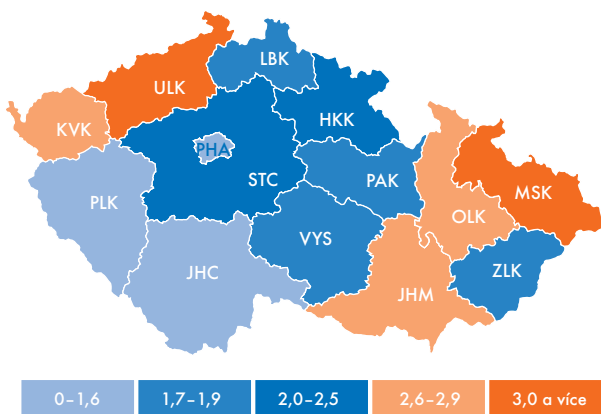 LBK
ULK
HKK
KVK
PHA
STC
PAK
MSK
PLK
OLK
VYS
ZLK
JHC
JHM
0–1,6 1,7–1,9 2,0–2,5 2,6–2,9 3,0 a více